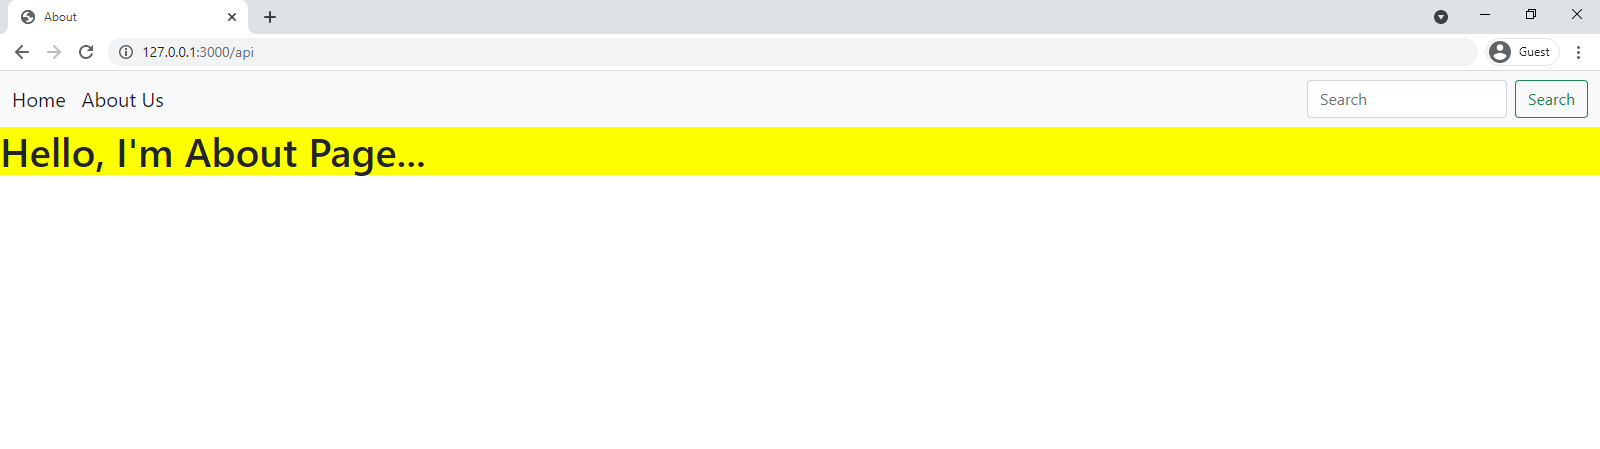 About
127.0.0.1:3000/api
Guest
Home About Us Search Search
Hello, I'm About Page...